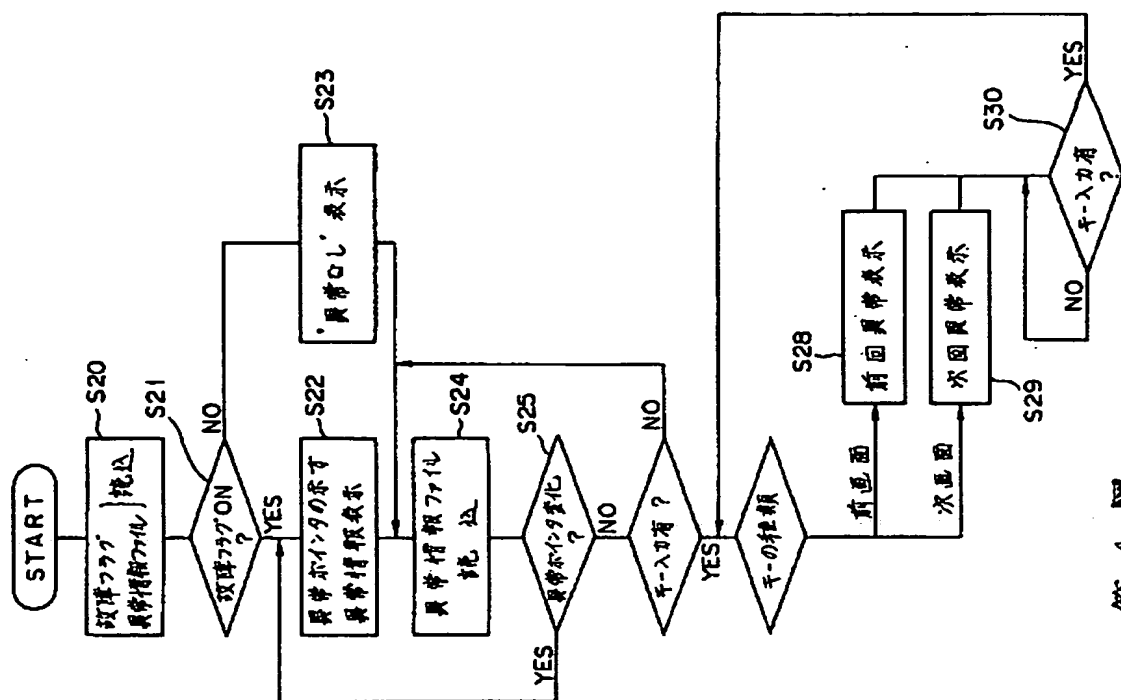 START
S20
故障フラグ
異常情報ファイル
}読込
S21
故障フラグON
?
NO
YES
S23
"異常なし"表示
S22
異常ポインタの示す
異常情報表示
S24
異常情報ファイル
読込
S25
異常ポインタ変化
?
YES
NO
キー入力有?
NO
YES
キーの種類
前画面
次画面
S28
前回異常表示
次回異常表示
S29
S30
キー入力有
?
NO
YES
第4図